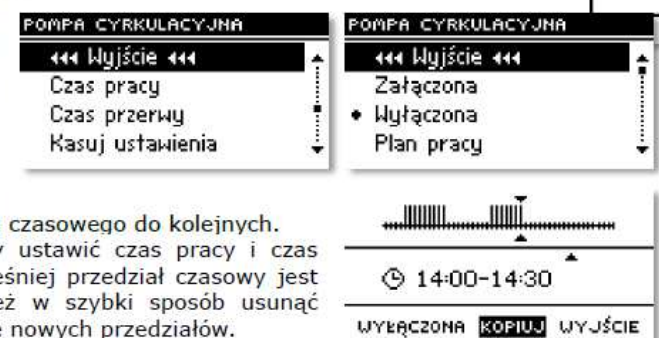 POMPA CYRKULACYJNA
Wyjście
Czas pracy
Czas przerwy
Kasuj ustawienia
POMPA CYRKULACYJNA
Wyjście
Załączona
Wyłączona
Plan pracy
czasowego do kolejnych.
ustawić czas pracy i czas
przedział czasowy jest
w szybki sposób usunąć
nowych przedziałów.
14:00-14:30
WYŁĄCZONA KOPIUJ WYJŚCIE